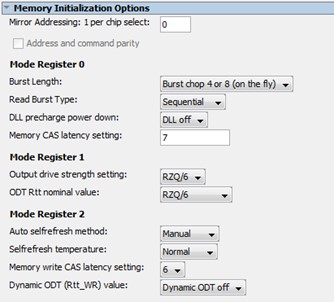 Memory Initialization Options
Mirror Addressing: 1 per chip select: 0
Address and command parity
Mode Register 0
Burst Length: Burst chop 4 or 8 (on the fly)
Read Burst Type: Sequential
DLL precharge power down: DLL off
Memory CAS latency setting: 7
Mode Register 1
Output drive strength setting: RZQ/6
ODT Rtt nominal value: RZQ/6
Mode Register 2
Auto selfrefresh method: Manual
Selfrefresh temperature: Normal
Memory write CAS latency setting: 6
Dynamic ODT (Rtt_WR) value: Dynamic ODT off